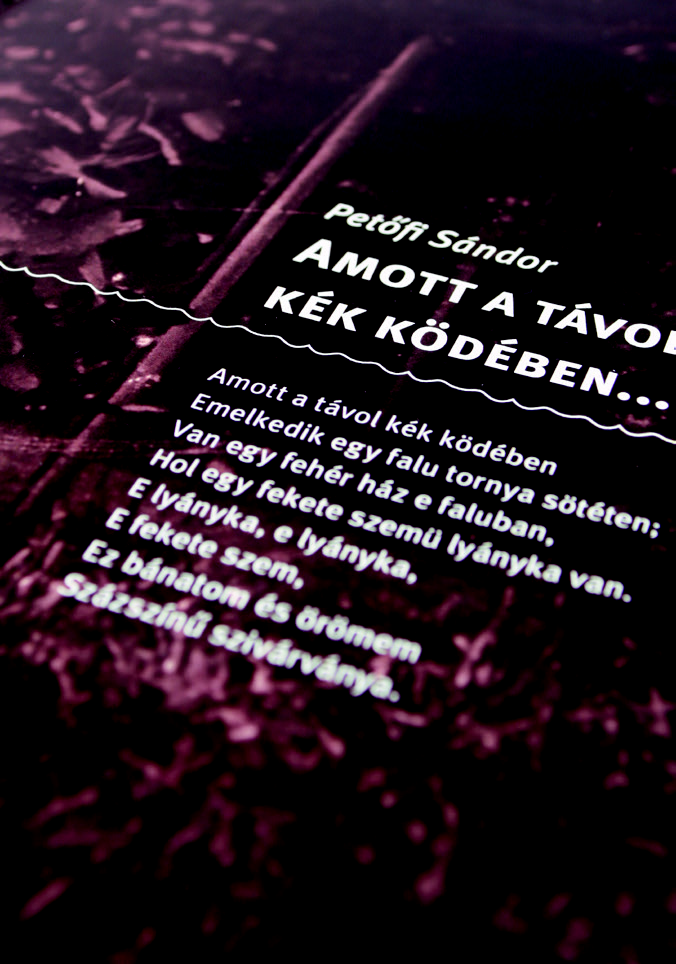 Petőfi Sándor
AMOTT A TÁVOL
KÉK KÖDÉBEN...
Amott a távol kék ködében
Emelkedik egy falu tornya sötéten;
Van egy fehér ház e faluban,
Hol egy fekete szemü lyányka van.
E lyányka, e lyányka,
E fekete szem,
Ez bánatom és örömem
Százszínű szivárványa.